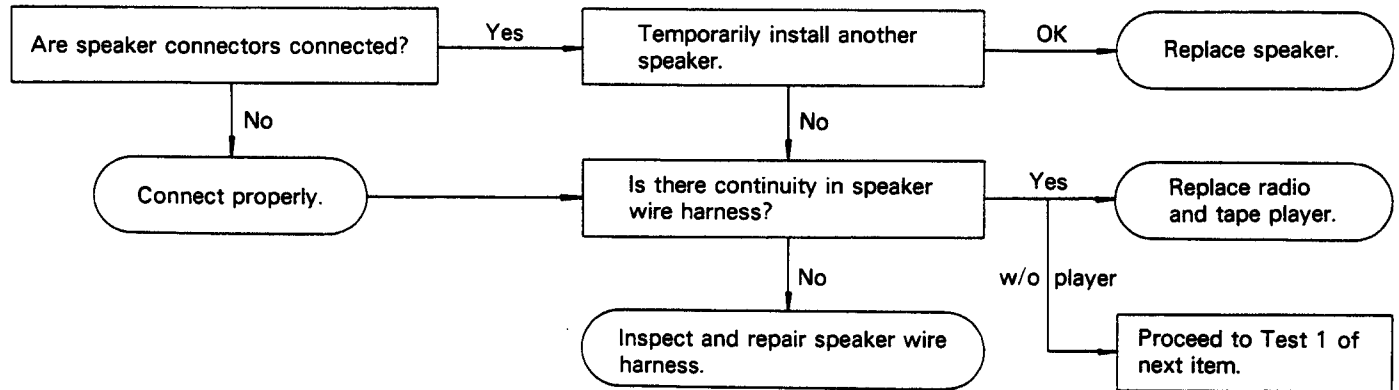 Are speaker connectors connected?
Yes
Temporarily install another
speaker.
OK
Replace speaker.
No
No
Connect properly.
Is there continuity in speaker
wire harness?
Yes
Replace radio
and tape player.
No
w/o player
Inspect and repair speaker wire
harness.
Proceed to Test 1 of
next item.